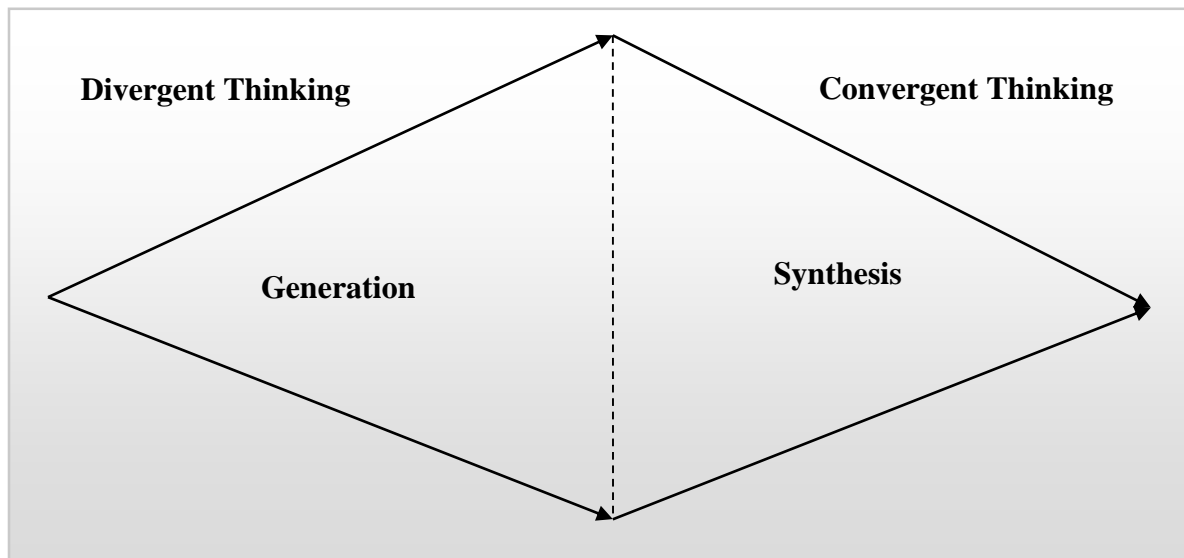 Divergent Thinking
Convergent Thinking
Generation
Synthesis